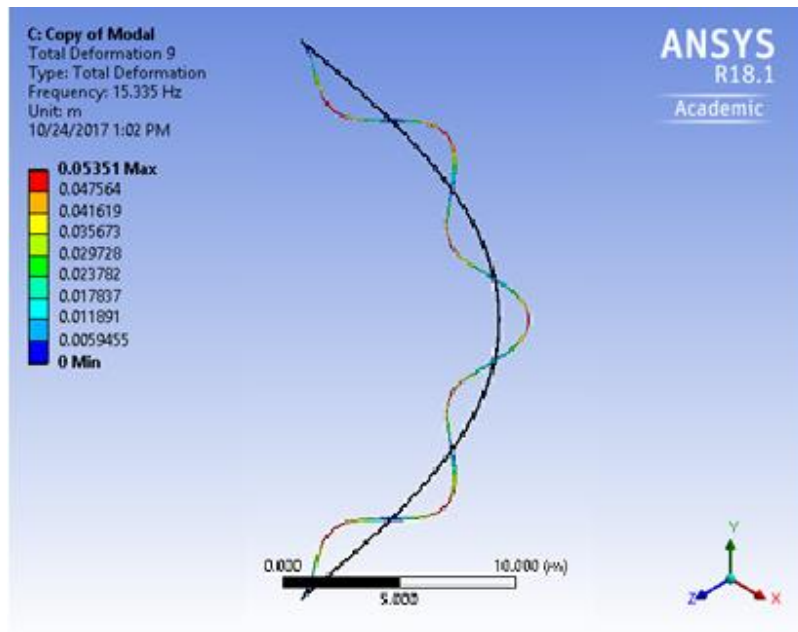 C: Copy of Modal
Total Deformation 9
Type: Total Deformation
Frequency: 15.335 Hz
Unit: m
10/24/2017 1:02 PM
0.05351 Max
0.047564
0.041619
0.035673
0.029728
0.023782
0.017837
0.011891
0.0059455
0 Min
ANSYS
R18.1
Academic
0.000 10.000 (m)
5.000
Y
Z X